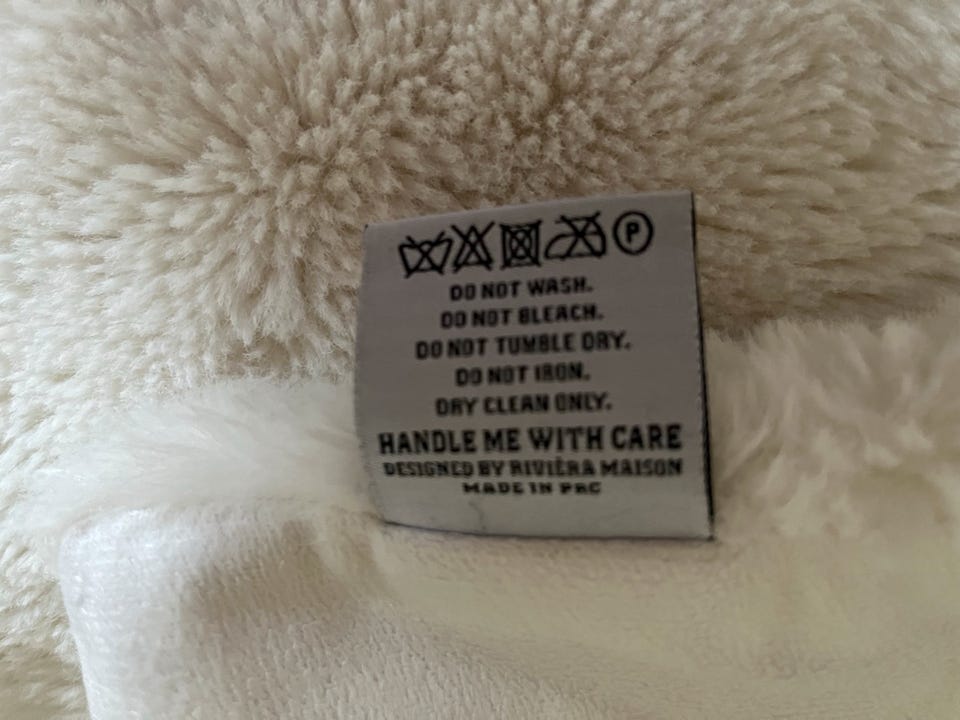 P
DO NOT WASH.
DO NOT BLEACH.
DO NOT TUMBLE DRY.
DO NOT IRON.
DRY CLEAN ONLY.
HANDLE ME WITH CARE
DESIGNED BY RIVIÈRA MAISON
MADE IN PRC